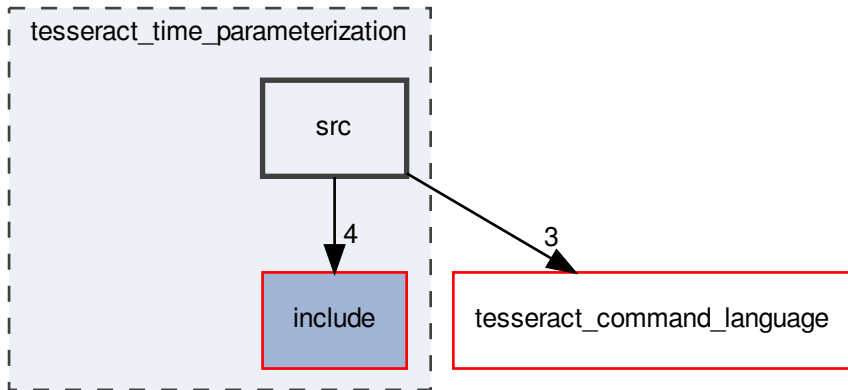 tesseract_time_parameterization
src
4
3
include
tesseract_command_language